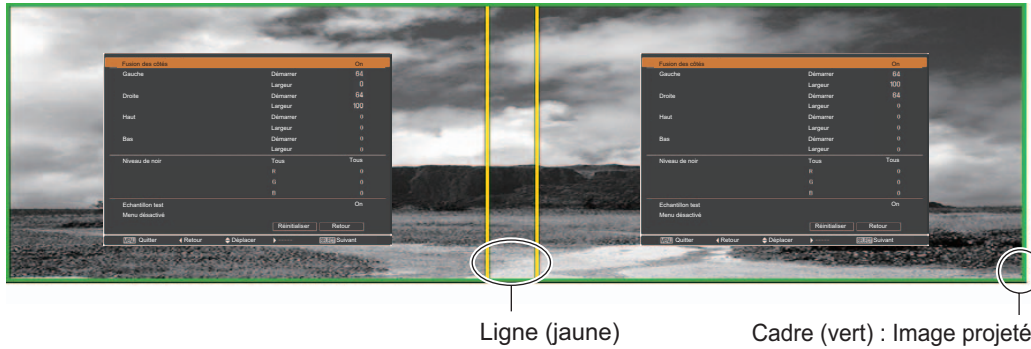 Fusion des côtés On
Gauche Démarrer 64
Largeur 0
Droite Démarrer 64
Largeur 100
Haut Démarrer 0
Largeur 0
Bas Démarrer 0
Largeur 0
Niveau de noir Tous Tous
R 0
G 0
B 0
Echantillon test On
Menu désactivé
Réinitialiser Retour
MENU Quitter Retour Déplacer Suivant
Fusion des côtés On
Gauche Démarrer 64
Largeur 100
Droite Démarrer 64
Largeur 0
Haut Démarrer 0
Largeur 0
Bas Démarrer 0
Largeur 0
Niveau de noir Tous Tous
R 0
G 0
B 0
Echantillon test On
Menu désactivé
Réinitialiser Retour
MENU Quitter Retour Déplacer Suivant
Ligne (jaune)
Cadre (vert) : Image projeté